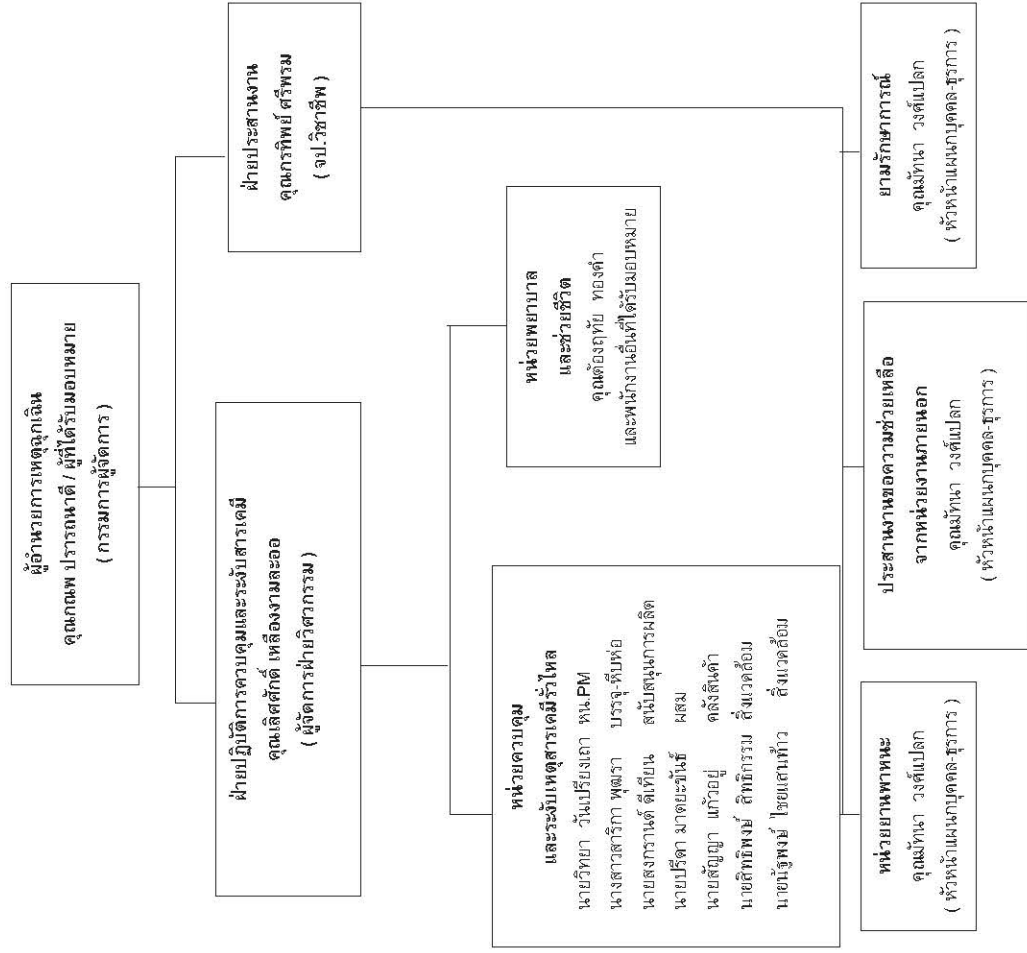 ผู้อำนวยการเหตุฉุกเฉิน
คุณกณพ ปรารถนาดี / ผู้ที่ได้รับมอบหมาย
( กรรมการผู้จัดการ )
ฝ่ายปฏิบัติการควบคุมและระงับสารเคมี
คุณเลิศศักดิ์ เหลืองงามละออ
( ผู้จัดการฝ่ายวิศวกรรม )
ฝ่ายประสานงาน
คุณกรทิพย์ ศรีพรม
( จป.วิชาชีพ )
หน่วยควบคุม
และระงับเหตุสารเคมีรั่วไหล
นายวิทยา วันเปรียงเถา หน.PM
นางสาวสาริกา พุฒรา บรรจุ-หีบห่อ
นายสงกรานต์ ดีเทียน สนับสนุนการผลิต
นายปรีดา มาตยะขันธ์ ผสม
นายสัญญา แก้วอยู่ คลังสินค้า
นายสิทธิพงษ์ สิทธิกรรม สิ่งแวดล้อม
นายนัฐพงษ์ ไชยแสนท้าว สิ่งแวดล้อม
หน่วยพยาบาล
และช่วยชีวิต
คุณต้องฤทัย ทองคำ
และพนักงานอื่นที่ได้รับมอบหมาย
หน่วยยานพาหนะ
คุณมัทนา วงค์แปลก
( หัวหน้าแผนกบุคคล-ธุรการ )
ประสานงานขอความช่วยเหลือ
จากหน่วยงานภายนอก
คุณมัทนา วงค์แปลก
( หัวหน้าแผนกบุคคล-ธุรการ )
ยามรักษาการณ์
คุณมัทนา วงค์แปลก
( หัวหน้าแผนกบุคคล-ธุรการ )